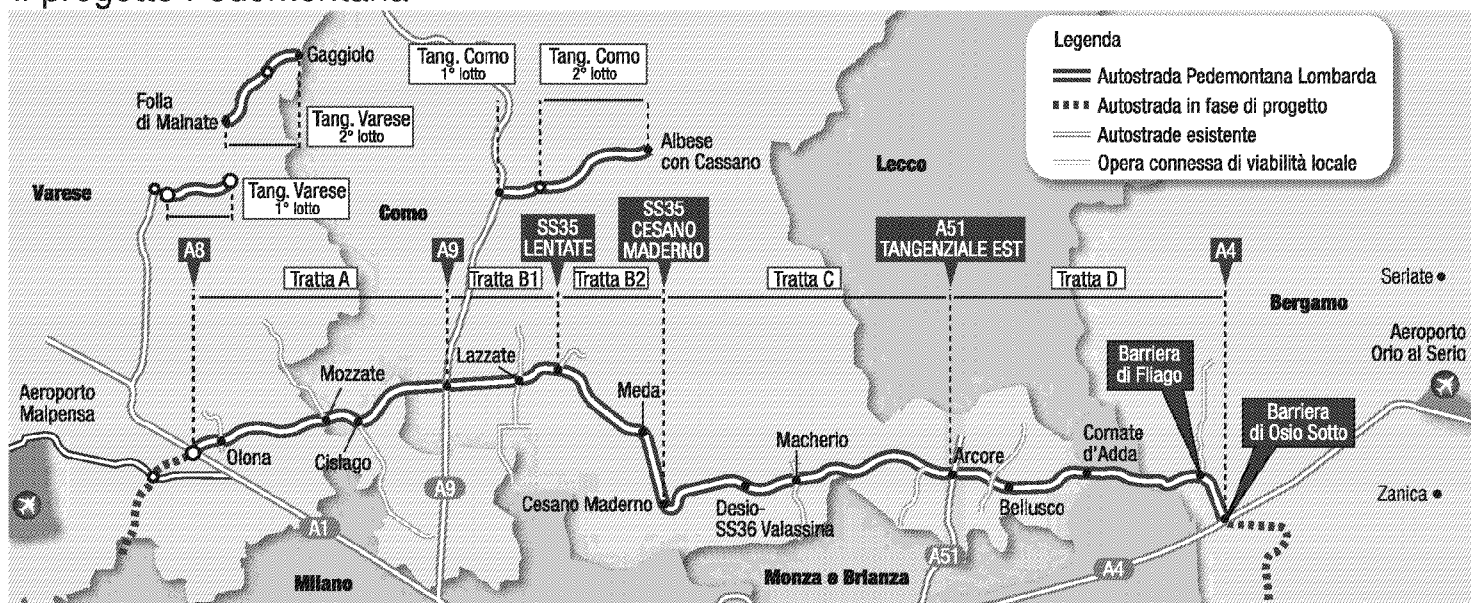 Il progetto Pedemontana
Legenda
Autostrada Pedemontana Lombarda
Autostrada in fase di progetto
Autostrade esistente
Opera connessa di viabilità locale
Gaggiolo
Folla
di Malnate
Tang. Varese
2° lotto
Tang. Como
1° lotto
Tang. Como
2° lotto
Albese
con Cassano
Lecco
Varese
Tang. Varese
1° lotto
Como
A8
A9
SS35
LENTATE
SS35
CESANO
MADERNO
A51
TANGENZIALE EST
A4
Tratta A
Tratta B1
Tratta B2
Tratta C
Tratta D
Bergamo
Seriate
Aeroporto
Orio al Serio
Aeroporto
Malpensa
Mozzate
Lazzate
Meda
Barriera
di Fliago
Barriera
di Osio Sotto
Olona
Cislago
A9
Cesano Maderno
Macherio
Desio-
SS36 Valassina
Arcore
Cornate
d'Adda
Bellusco
Zanica
A1
A51
A4
Milano
Monza e Brianza